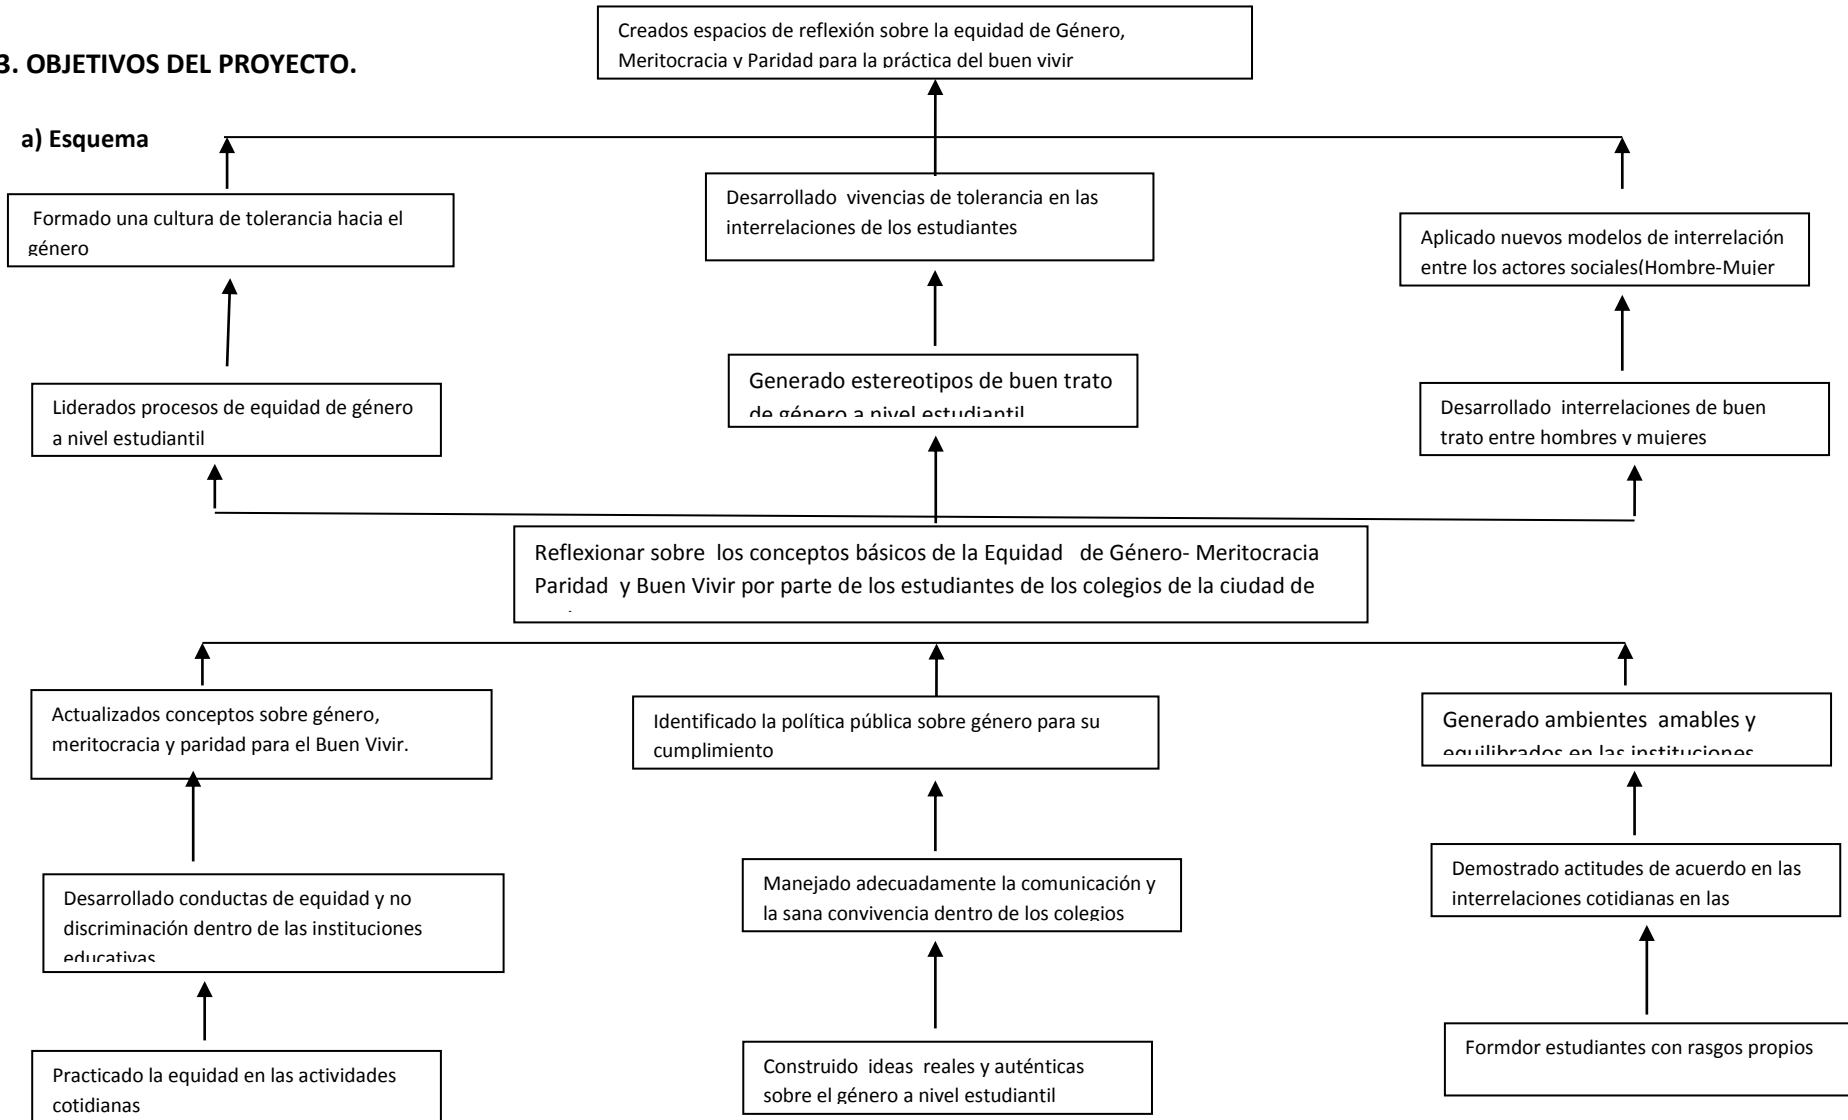 Creados espacios de reflexión sobre la equidad de Género,
Meritocracia y Paridad para la práctica del buen vivir
3. OBJETIVOS DEL PROYECTO.
a) Esquema
Formado una cultura de tolerancia hacia el
género
Desarrollado vivencias de tolerancia en las
interrelaciones de los estudiantes
Aplicado nuevos modelos de interrelación
entre los actores sociales(Hombre-Mujer
Liderados procesos de equidad de género
a nivel estudiantil
Generado estereotipos de buen trato
de género a nivel estudiantil
Desarrollado interrelaciones de buen
trato entre hombres y mujeres
Reflexionar sobre los conceptos básicos de la Equidad de Género- Meritocracia
Paridad y Buen Vivir por parte de los estudiantes de los colegios de la ciudad de
Actualizados conceptos sobre género,
meritocracia y paridad para el Buen Vivir.
Identificado la política pública sobre género para su
cumplimiento
Generado ambientes amables y
equilibrados en las instituciones
Desarrollado conductas de equidad y no
discriminación dentro de las instituciones
educativas
Manejado adecuadamente la comunicación y
la sana convivencia dentro de los colegios
Demostrado actitudes de acuerdo en las
interrelaciones cotidianas en las
Practicado la equidad en las actividades
cotidianas
Construido ideas reales y auténticas
sobre el género a nivel estudiantil
Formdor estudiantes con rasgos propios